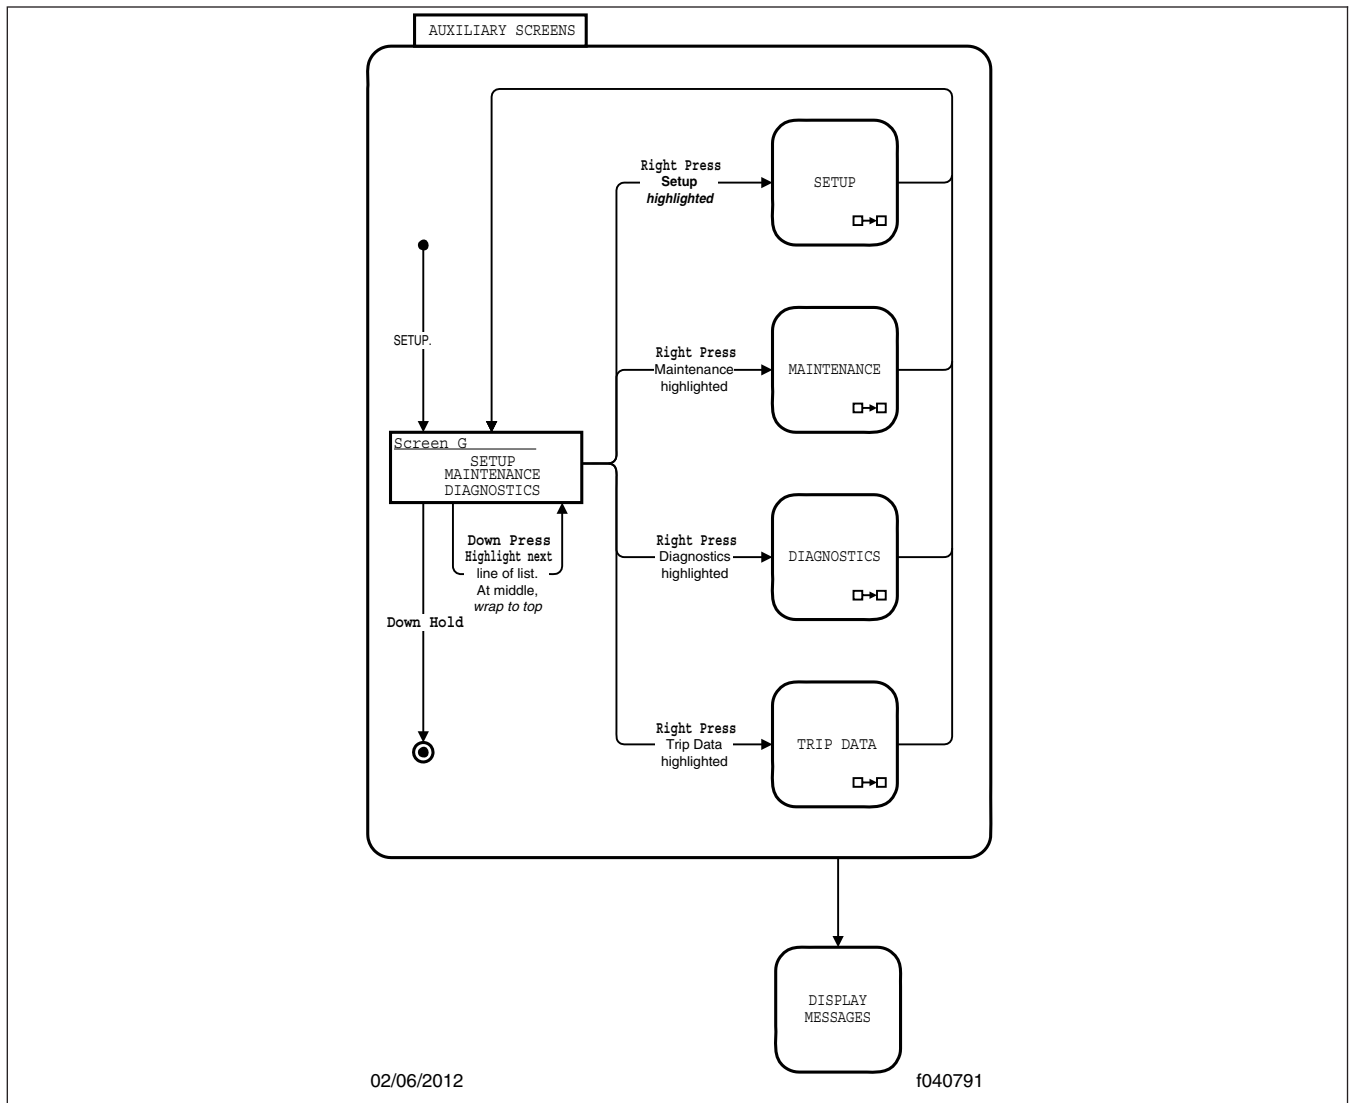 AUXILIARY SCREENS
Right Press
Setup
highlighted
SETUP
SETUP.
Right Press
Maintenance
highlighted
MAINTENANCE
Screen G
SETUP
MAINTENANCE
DIAGNOSTICS
Down Press
Highlight next
line of list.
At middle,
wrap to top
Right Press
Diagnostics
highlighted
DIAGNOSTICS
Down Hold
Right Press
Trip Data
highlighted
TRIP DATA
DISPLAY
MESSAGES
02/06/2012
f040791